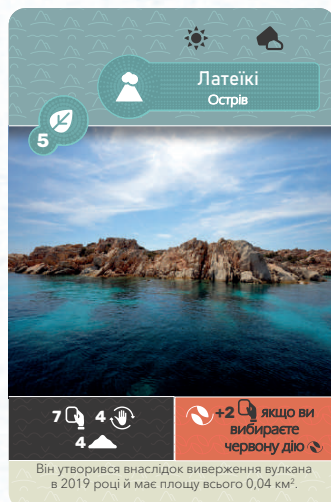 Латеїкі
Острів
5
7 4
4
+2 якщо ви
вибираєте
червону дію
Він утворився внаслідок виверження вулкана
в 2019 році й має площу всього 0,04 км².